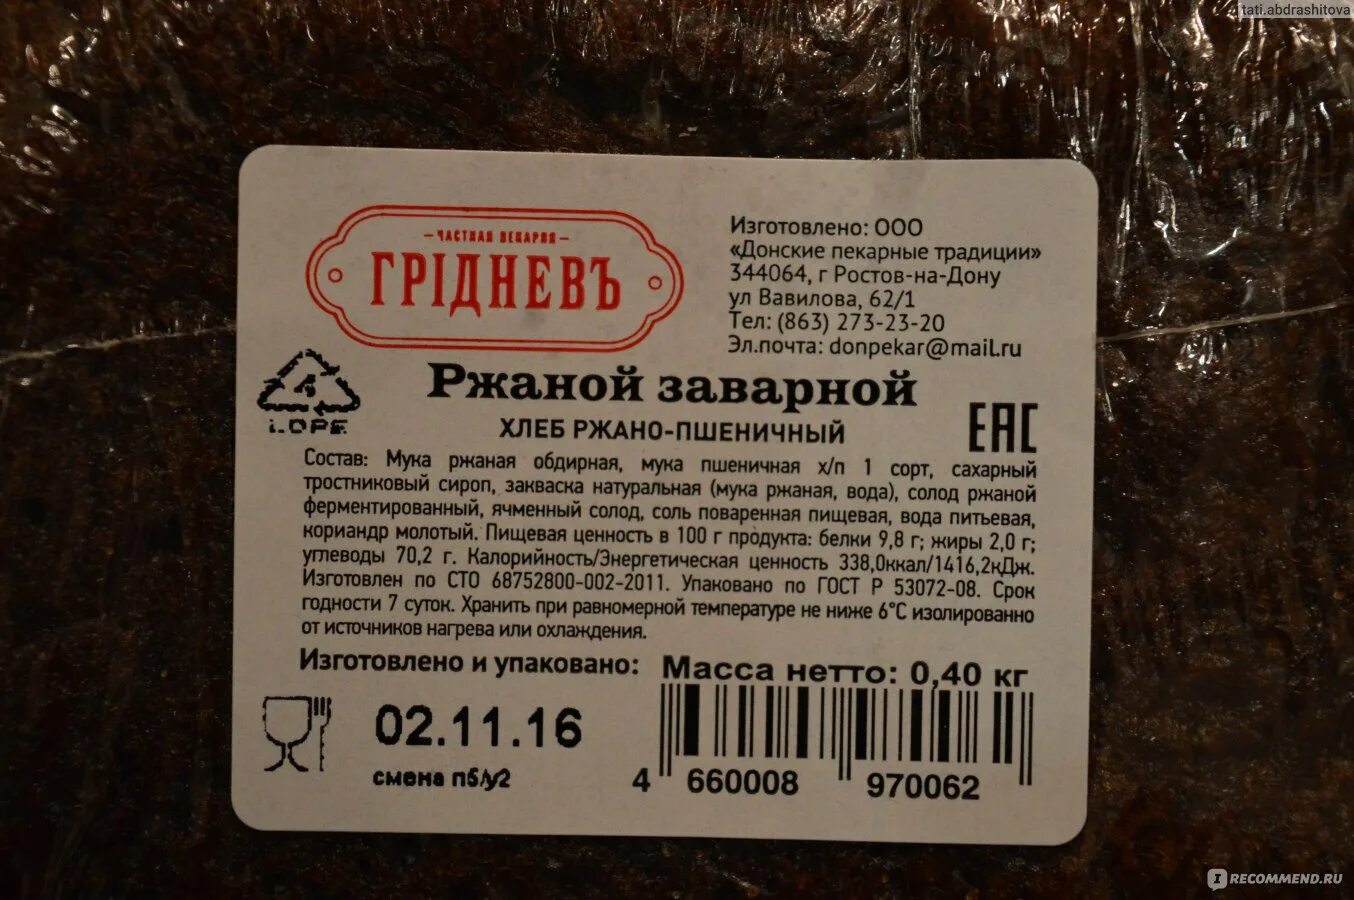 tati.abdrashitova
ЧАСТНАЯ ПЕКАРНЯ
ГРIДНЕВЪ
Изготовлено: ООО
«Донские пекарные традиции»
344064, г Ростов-на-Дону
ул Вавилова, 62/1
Тел: (863) 273-23-20
Эл.почта: donpekar@mail.ru
4
LDPE
Ржаной заварной
ХЛЕБ РЖАНО-ПШЕНИЧНЫЙ
EAC
Состав: Мука ржаная обдирная, мука пшеничная х/п 1 сорт, сахарный
тростниковый сироп, закваска натуральная (мука ржаная, вода), солод ржаной
ферментированный, ячменный солод, соль поваренная пищевая, вода питьевая,
кориандр молотый. Пищевая ценность в 100 г продукта: белки 9,8 г; жиры 2,0 г;
углеводы 70,2 г. Калорийность/Энергетическая ценность 338,0ккал/1416,2кДж.
Изготовлен по СТО 68752800-002-2011. Упаковано по ГОСТ Р 53072-08. Срок
годности 7 суток. Хранить при равномерной температуре не ниже 6°С изолированно
от источников нагрева или охлаждения.
Изготовлено и упаковано:
Масса нетто: 0,40 кг
02.11.16
смена п5/у2
4 660008 970062
IRECOMMEND.RU